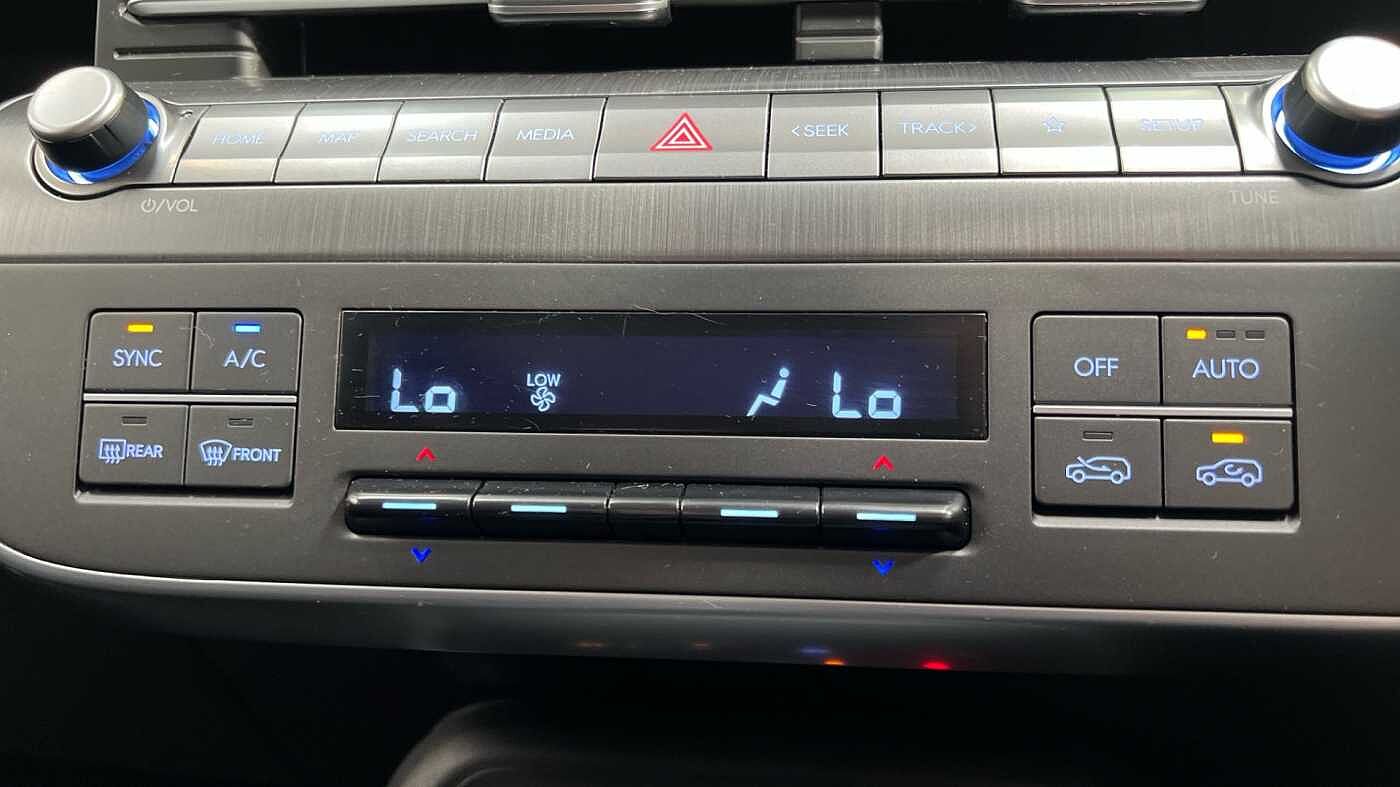 HOME MAP SEARCH MEDIA <SEEK TRACK> SETUP
/VOL TUNE
SYNC A/C OFF AUTO
LOW
Lo Lo
REAR FRONT